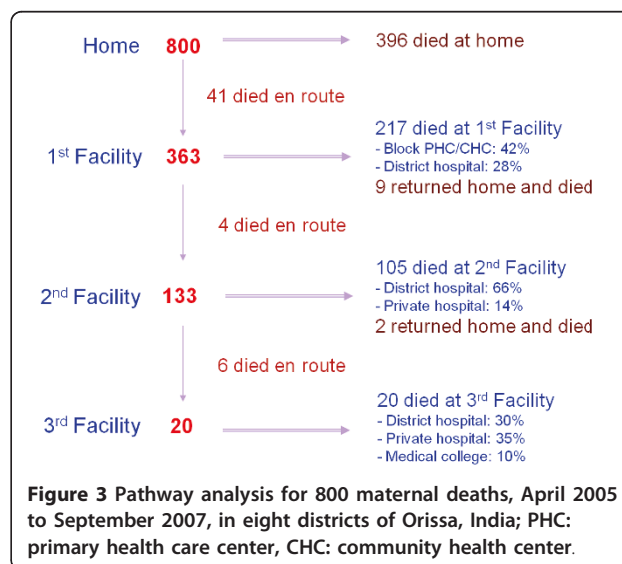 Home 800 396 died at home
41 died en route
217 died at 1st Facility
- Block PHC/CHC: 42%
1st Facility 363 - District hospital: 28%
9 returned home and died
4 died en route
105 died at 2nd Facility
- District hospital: 66%
2nd Facility 133 - Private hospital: 14%
2 returned home and died
6 died en route
20 died at 3rd Facility
3rd Facility 20 - District hospital: 30%
- Private hospital: 35%
- Medical college: 10%
Figure 3 Pathway analysis for 800 maternal deaths, April 2005
to September 2007, in eight districts of Orissa, India; PHC:
primary health care center, CHC: community health center.